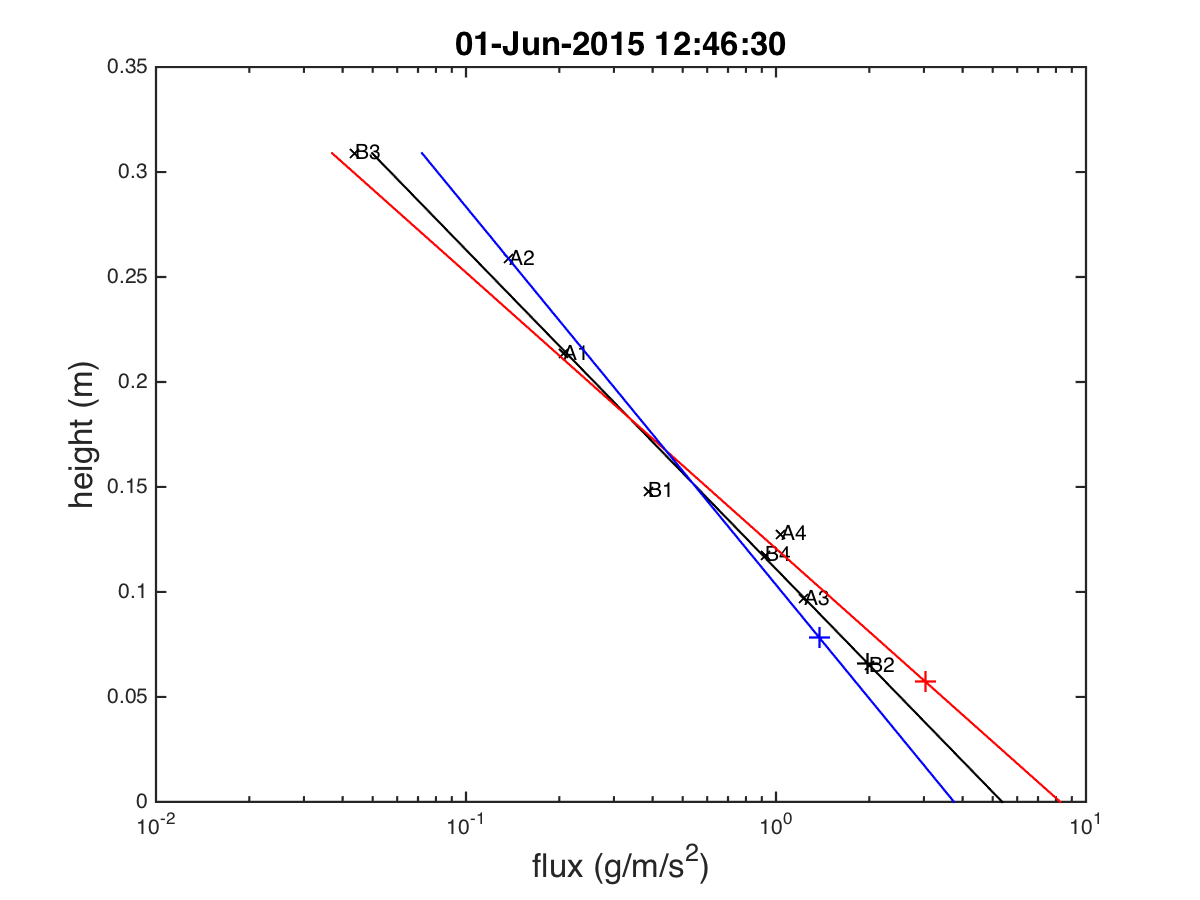 01-Jun-2015 12:46:30
0.35
0.3
0.25
0.2
0.15
0.1
0.05
0
height (m)
B3
A2
A1
B1
A4
B4
A3
B2
10^-2
10^-1
10^0
10^1
flux (g/m/s^2)